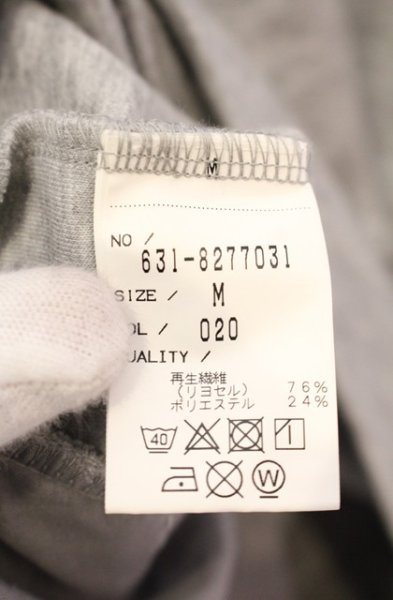 M
NO /
631-8277031
SIZE / M
OL / 020
UALITY /
再生繊維
(リヨセル) 76%
ポリエステル 24%
40
W